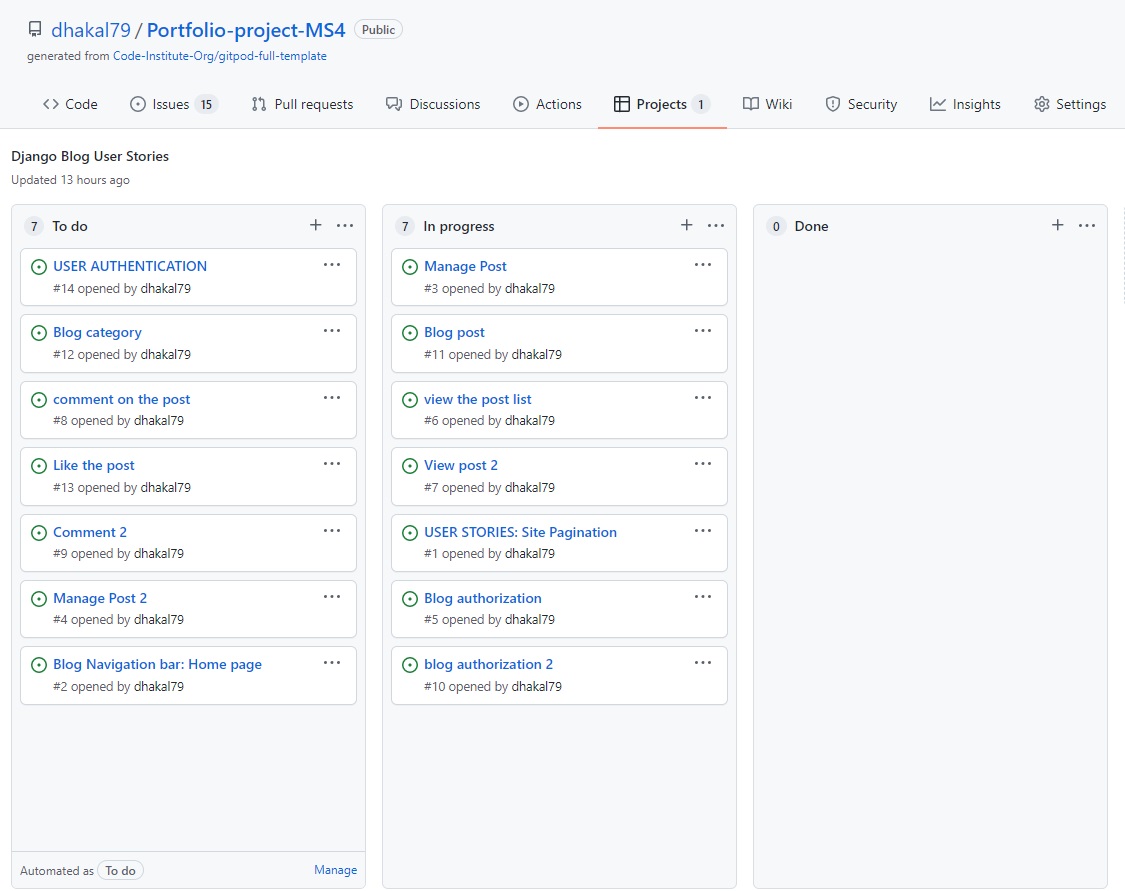 dhakal79 / Portfolio-project-MS4 Public
generated from Code-Institute-Org/gitpod-full-template
Code Issues 15 Pull requests Discussions Actions Projects 1 Wiki Security Insights Settings
Django Blog User Stories
Updated 13 hours ago
7 To do
USER AUTHENTICATION
#14 opened by dhakal79
Blog category
#12 opened by dhakal79
comment on the post
#8 opened by dhakal79
Like the post
#13 opened by dhakal79
Comment 2
#9 opened by dhakal79
Manage Post 2
#4 opened by dhakal79
Blog Navigation bar: Home page
#2 opened by dhakal79
Automated as To do Manage
7 In progress
Manage Post
#3 opened by dhakal79
Blog post
#11 opened by dhakal79
view the post list
#6 opened by dhakal79
View post 2
#7 opened by dhakal79
USER STORIES: Site Pagination
#1 opened by dhakal79
Blog authorization
#5 opened by dhakal79
blog authorization 2
#10 opened by dhakal79
0 Done